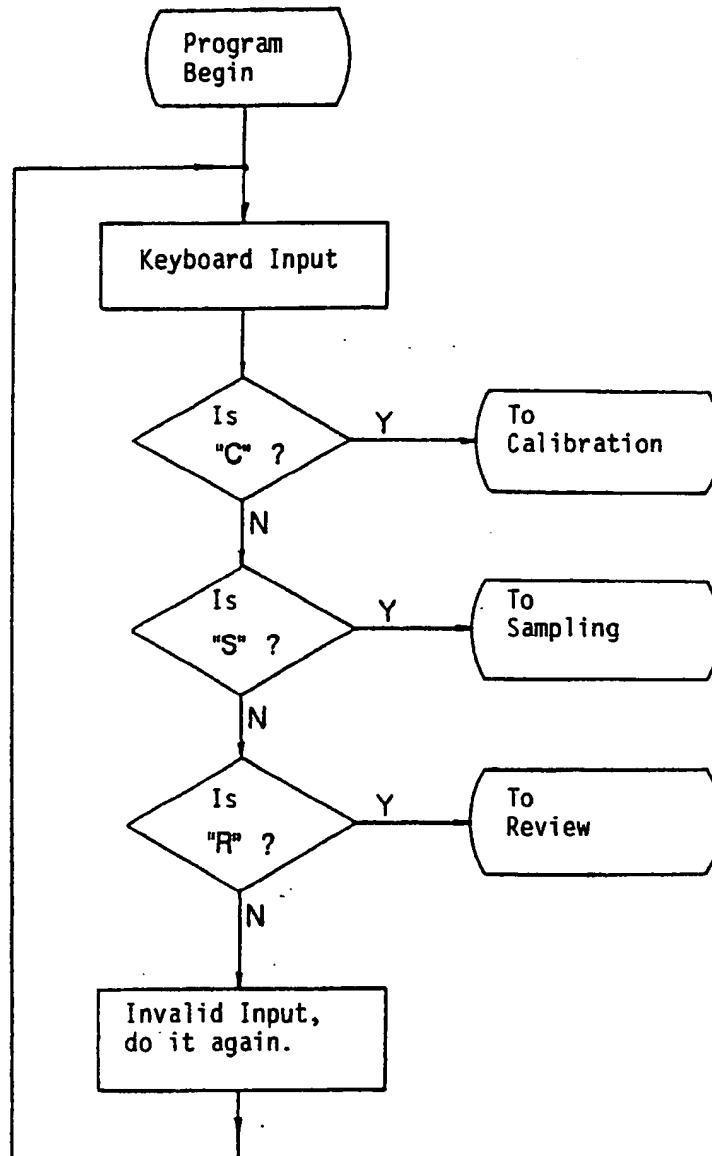 Program
Begin
Keyboard Input
Is
"C" ?
Y
To
Calibration
N
Is
"S" ?
Y
To
Sampling
N
Is
"R" ?
Y
To
Review
N
Invalid Input,
do it again.